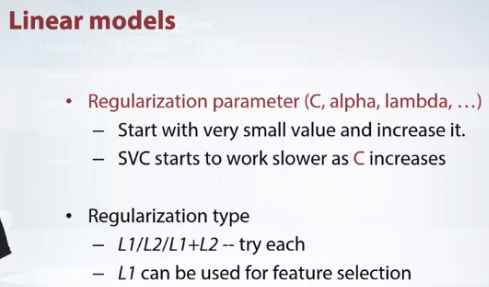 Linear models
• Regularization parameter (C, alpha, lambda, ...)
– Start with very small value and increase it.
– SVC starts to work slower as C increases
• Regularization type
– L1/L2/L1+L2 -- try each
– L1 can be used for feature selection